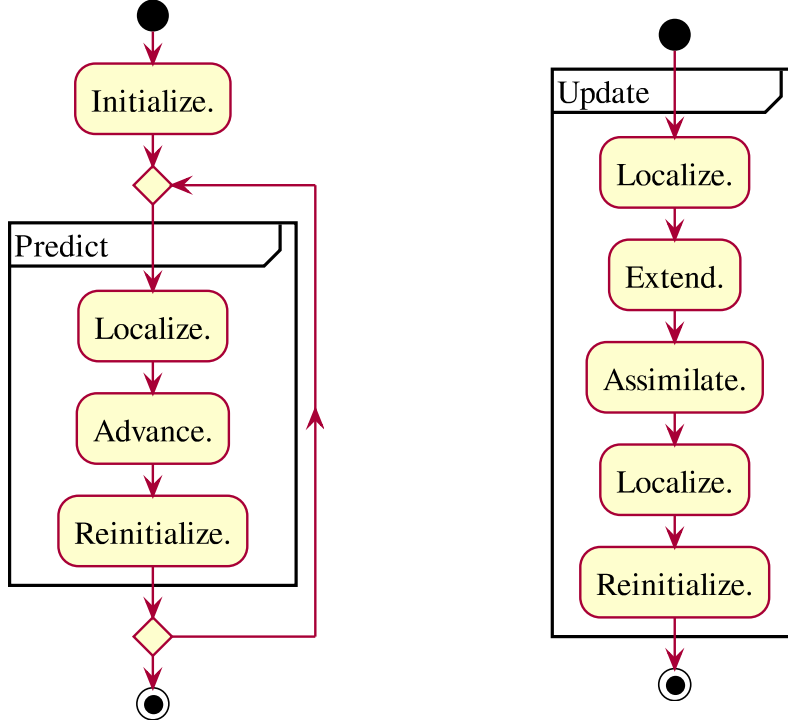 Initialize.
Predict
Localize.
Advance.
Reinitialize.
Update
Localize.
Extend.
Assimilate.
Localize.
Reinitialize.